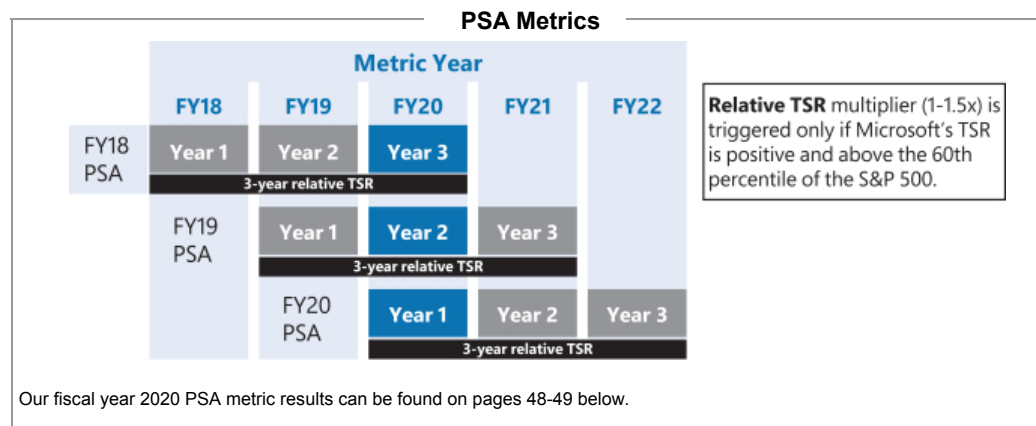 PSA Metrics
Metric Year
FY18 FY19 FY20 FY21 FY22
FY18
PSA
Year 1 Year 2 Year 3
3-year relative TSR
FY19
PSA
Year 1 Year 2 Year 3
3-year relative TSR
FY20
PSA
Year 1 Year 2 Year 3
3-year relative TSR
Relative TSR multiplier (1-1.5x) is
triggered only if Microsoft's TSR
is positive and above the 60th
percentile of the S&P 500.
Our fiscal year 2020 PSA metric results can be found on pages 48-49 below.